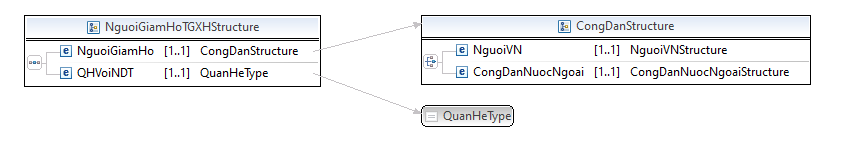 NguoiGiamHoTGXHStructure
NguoiGiamHo [1..1] CongDanStructure
QHVoiNDT [1..1] QuanHeType
CongDanStructure
NguoiVN [1..1] NguoiVNStructure
CongDanNuocNgoai [1..1] CongDanNuocNgoaiStructure
QuanHeType